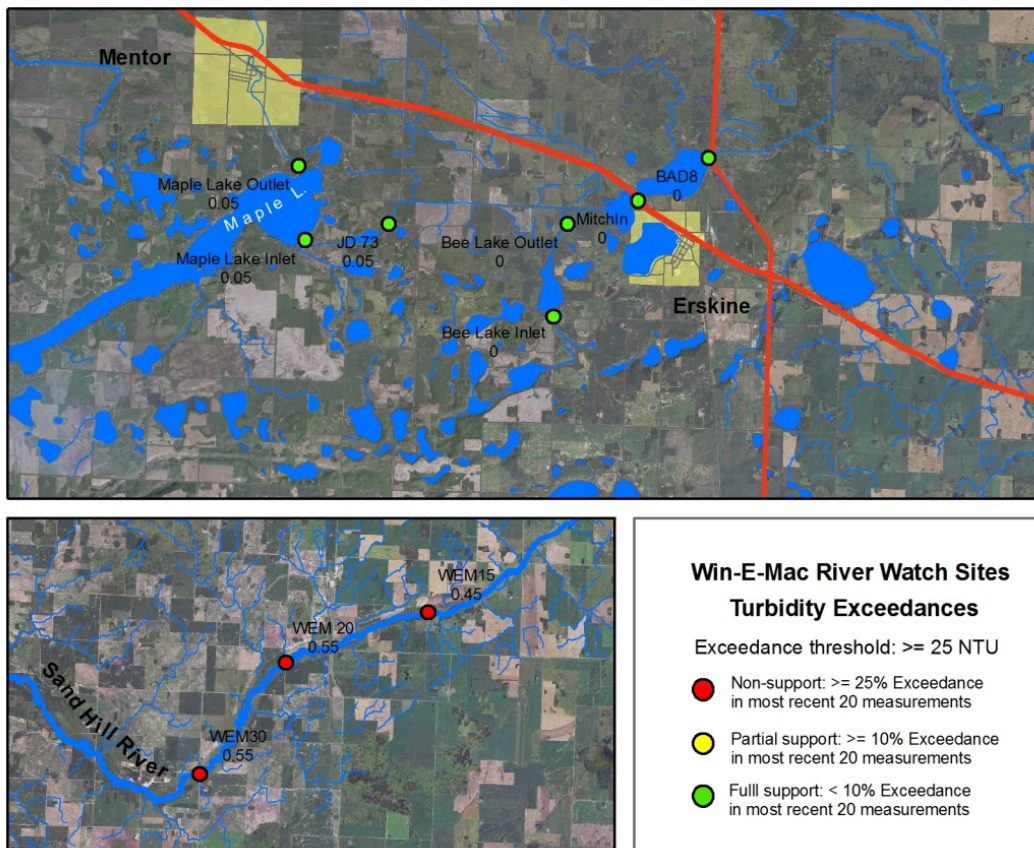 Mentor
Maple Lake Outlet
0.05
Maple L.
Maple Lake Inlet
0.05
JD 73
0.05
Bee Lake Outlet
0
MitchIn
0
BAD8
0
Bee Lake Inlet
0
Erskine
WEM15
0.45
WEM 20
0.55
WEM30
0.55
Sand Hill River
Win-E-Mac River Watch Sites
Turbidity Exceedances
Exceedance threshold: >= 25 NTU
Non-support: >= 25% Exceedance
in most recent 20 measurements
Partial support: >= 10% Exceedance
in most recent 20 measurements
Fulll support: < 10% Exceedance
in most recent 20 measurements